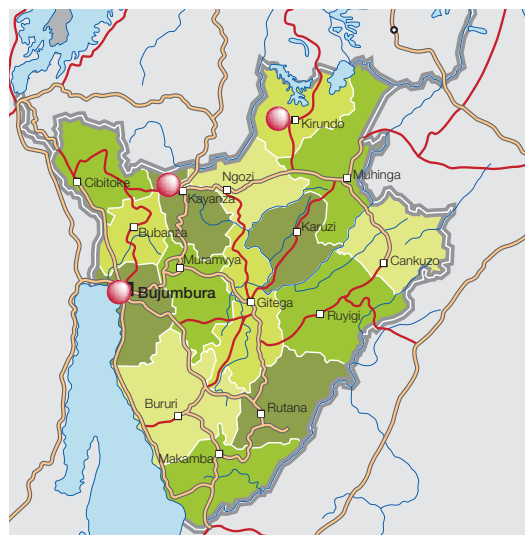 Kirundo
Cibitoke
Ngozi
Muhinga
Kayanza
Bubanza
Karuzi
Muramvya
Cankuzo
Bujumbura
Gitega
Ruyigi
Bururi
Rutana
Makamba